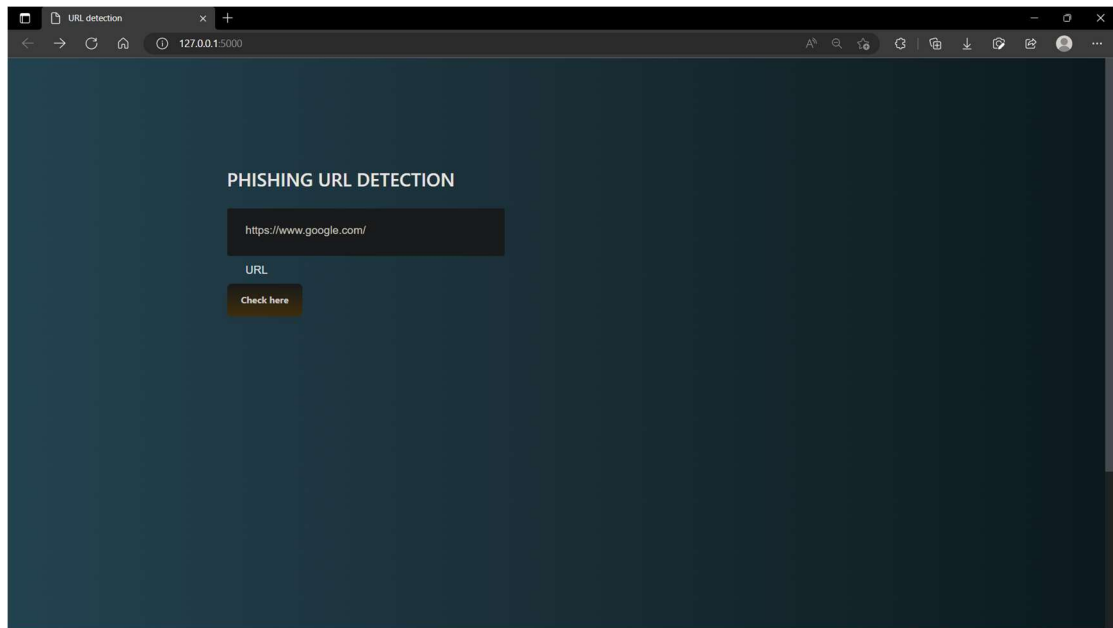 URL detection
127.0.0.1:5000
PHISHING URL DETECTION
https://www.google.com/
URL
Check here